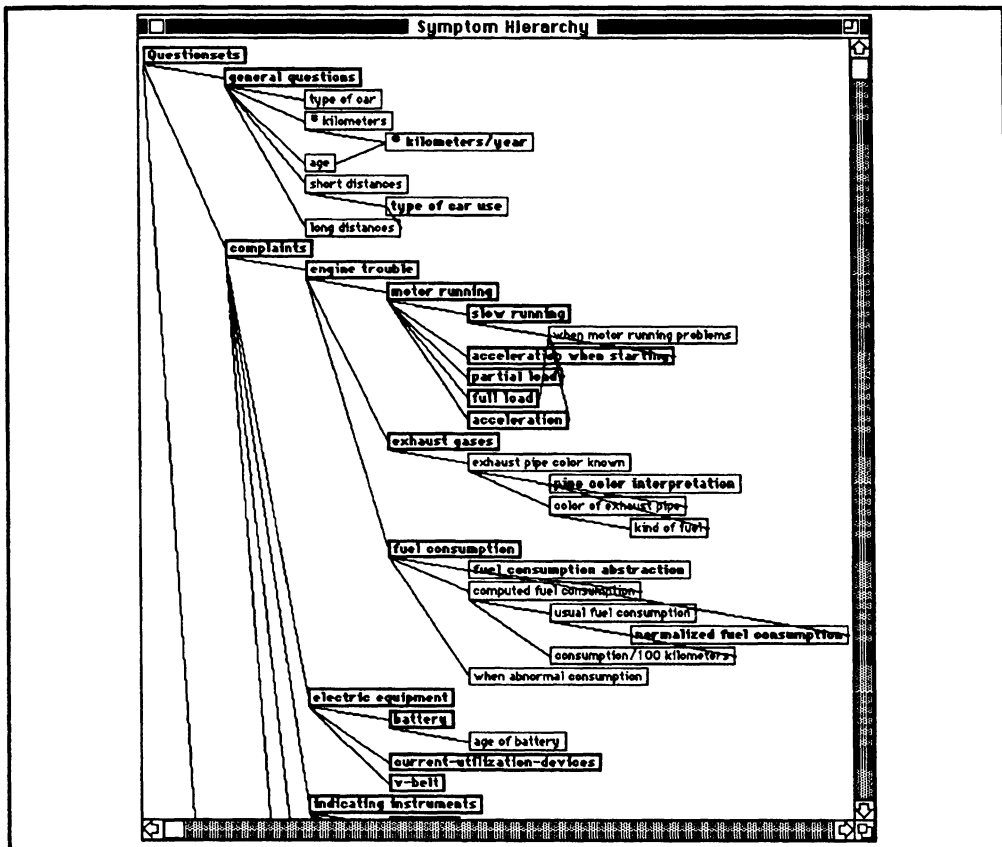 Symptom Hierarchy
Questionsets
general questions
type of car
* kilometers
* kilometers/year
age
short distances
type of car use
long distances
complaints
engine trouble
motor running
slow running
when motor running problems
acceleration when starting
partial load
full load
acceleration
exhaust gases
exhaust pipe color known
pipe color interpretation
color of exhaust pipe
kind of fuel
fuel consumption
fuel consumption abstraction
computed fuel consumption
usual fuel consumption
normalized fuel consumption
consumption/100 kilometers
when abnormal consumption
electric equipment
battery
age of battery
current-utilization-devices
v-belt
indicating instruments